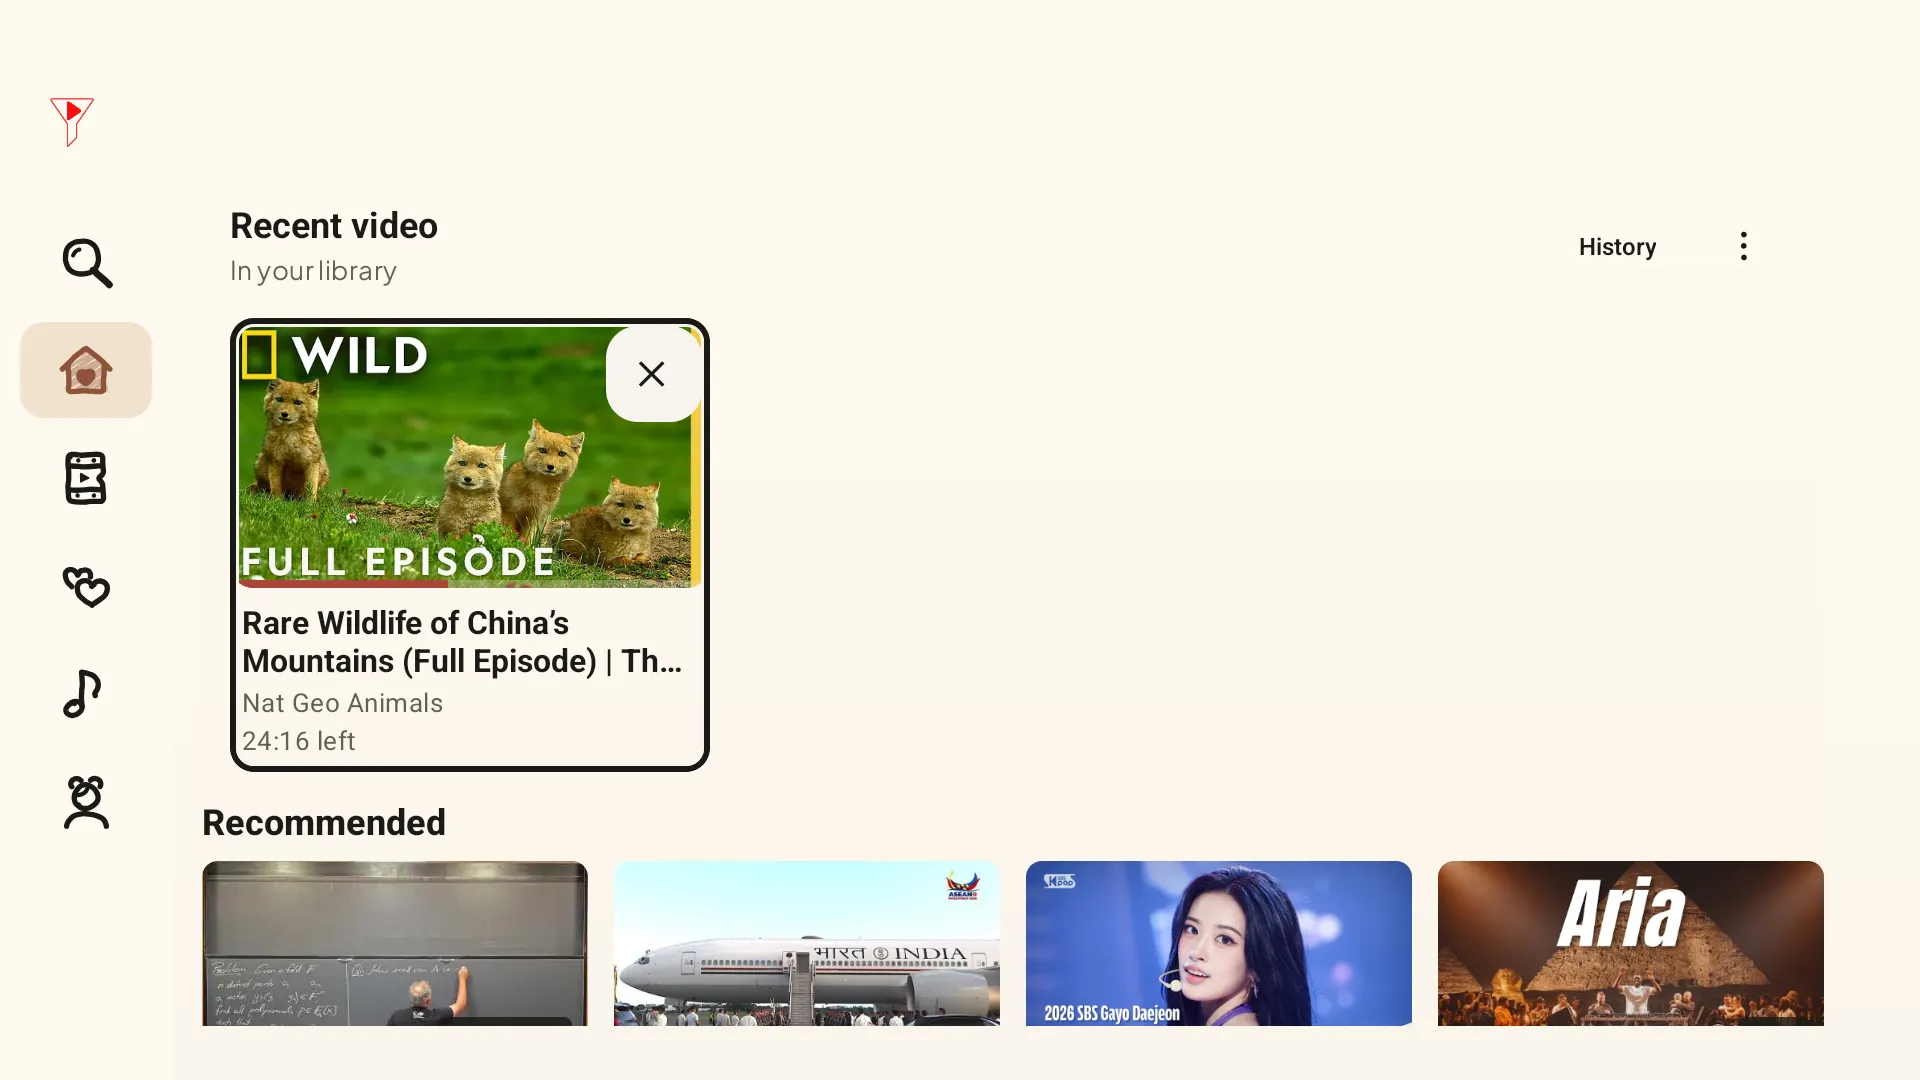 Recent video
In your library
History
WILD
FULL EPISODE
Rare Wildlife of China’s
Mountains (Full Episode) | Th…
Nat Geo Animals
24:16 left
Recommended
ASEAN
भारत INDIA
2026 SBS Gayo Daejeon
Aria